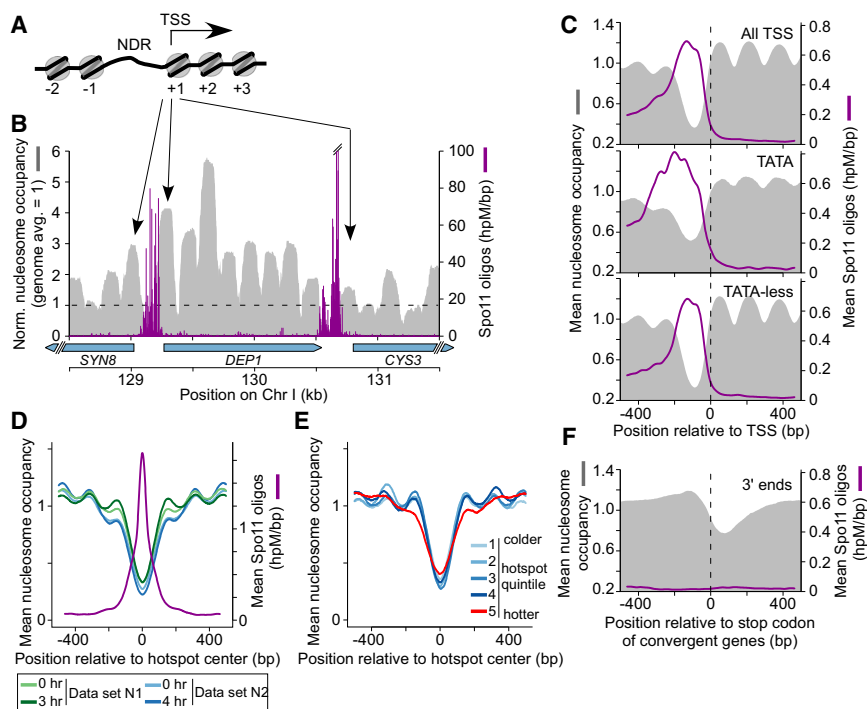 A
TSS
NDR
-2 -1 +1 +2 +3
B
Norm. nucleosome occupancy
(genome avg. = 1)
6
5
4
3
2
1
0
100
80
60
40
20
0
Spo11 oligos (hpM/bp)
SYN8 DEP1 CYS3
129 130 131
Position on Chr I (kb)
C
Mean nucleosome occupancy
Mean Spo11 oligos (hpM/bp)
All TSS
1.4
1.0
0.6
0.2
0.8
0.6
0.4
0.2
0
TATA
1.0
0.6
0.2
0.6
0.4
0.2
0
TATA-less
1.0
0.6
0.2
0.6
0.4
0.2
0
-400 0 400
Position relative to TSS (bp)
D
Mean nucleosome occupancy
1
0
1
0
Mean Spo11 oligos
(hpM/bp)
-400 0 400
Position relative to hotspot center (bp)
0 hr
3 hr
Data set N1
0 hr
4 hr
Data set N2
E
Mean nucleosome occupancy
1
0
1 colder
2 hotspot
3 quintile
4
5 hotter
-400 -200 0 200 400
Position relative to hotspot center (bp)
F
Mean nucleosome
occupancy
3' ends
1.4
1.0
0.6
0.2
0.8
0.6
0.4
0.2
0
Mean Spo11 oligos
(hpM/bp)
-400 0 400
Position relative to stop codon
of convergent genes (bp)